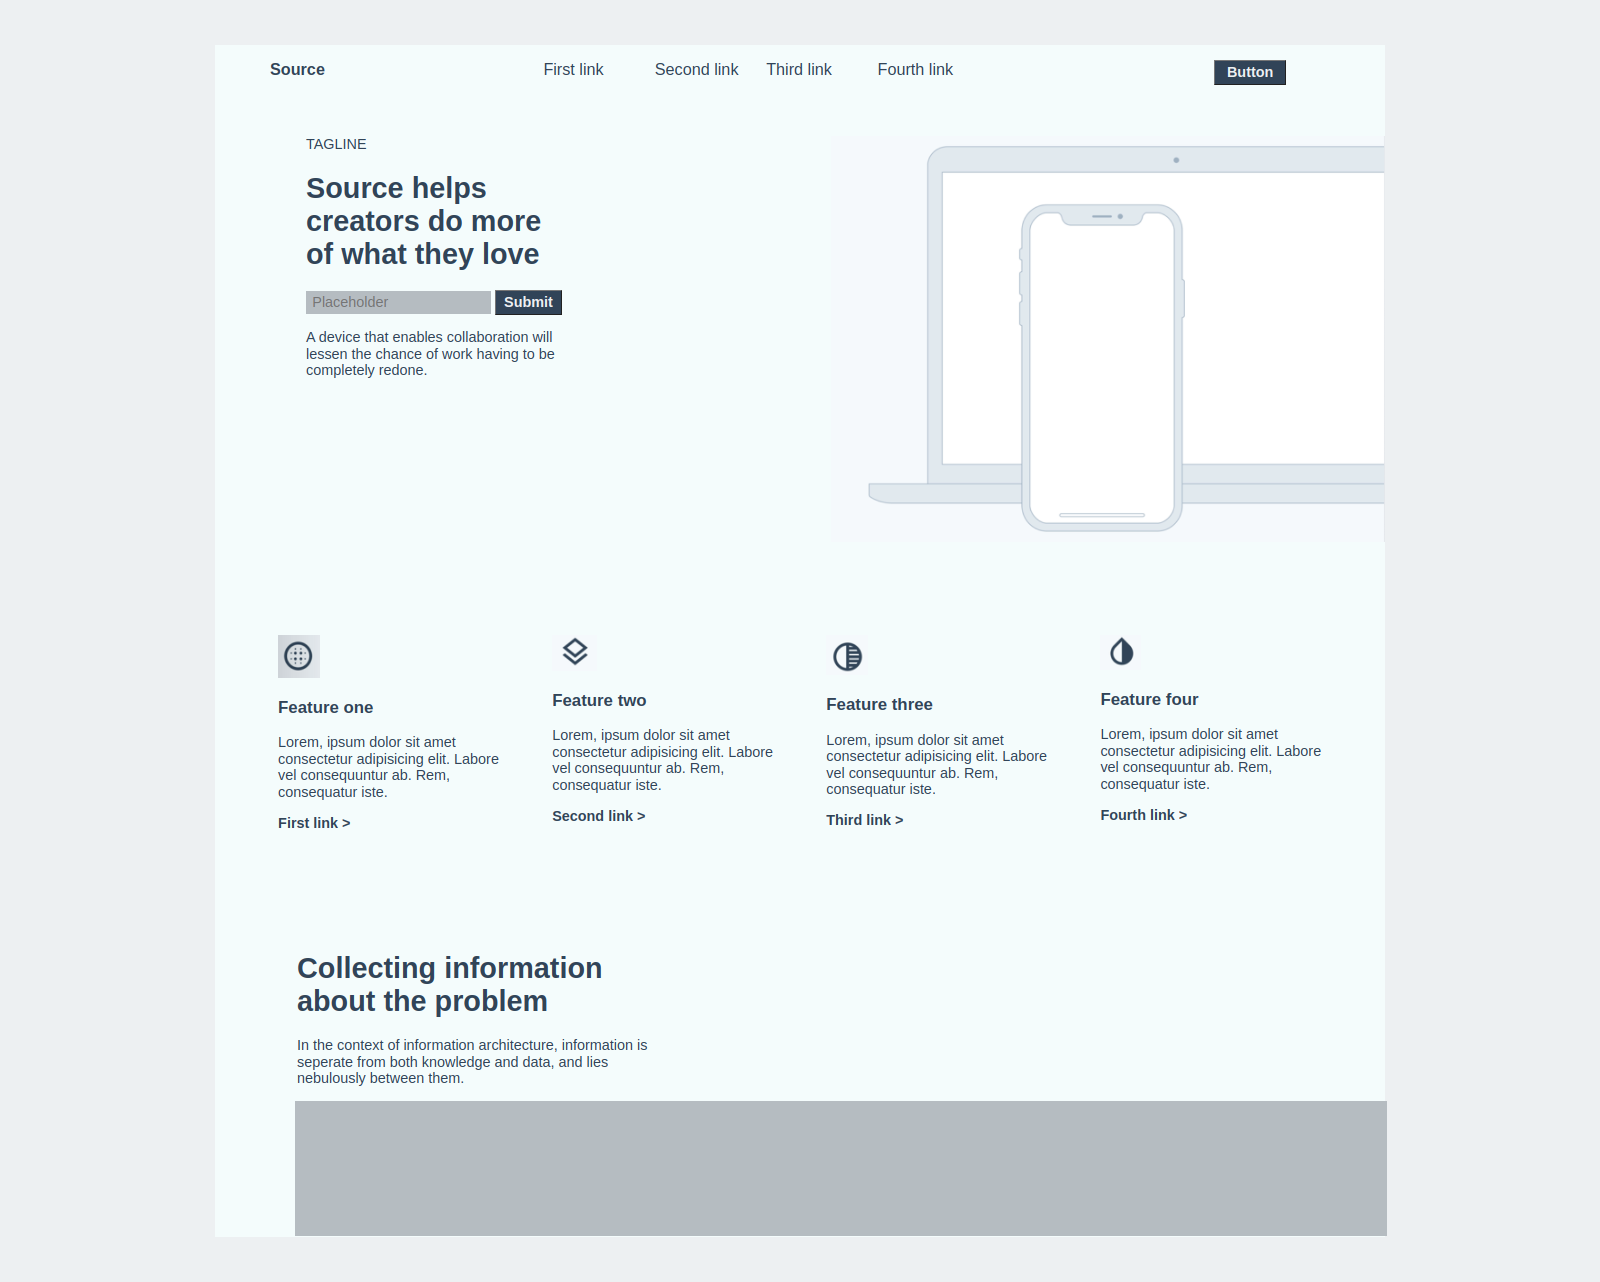 Source
First link
Second link
Third link
Fourth link
Button
TAGLINE
Source helps
creators do more
of what they love
Placeholder
Submit
A device that enables collaboration will
lessen the chance of work having to be
completely redone.
Feature one
Lorem, ipsum dolor sit amet
consectetur adipisicing elit. Labore
vel consequuntur ab. Rem,
consequatur iste.
First link >
Feature two
Lorem, ipsum dolor sit amet
consectetur adipisicing elit. Labore
vel consequuntur ab. Rem,
consequatur iste.
Second link >
Feature three
Lorem, ipsum dolor sit amet
consectetur adipisicing elit. Labore
vel consequuntur ab. Rem,
consequatur iste.
Third link >
Feature four
Lorem, ipsum dolor sit amet
consectetur adipisicing elit. Labore
vel consequuntur ab. Rem,
consequatur iste.
Fourth link >
Collecting information
about the problem
In the context of information architecture, information is
seperate from both knowledge and data, and lies
nebulously between them.